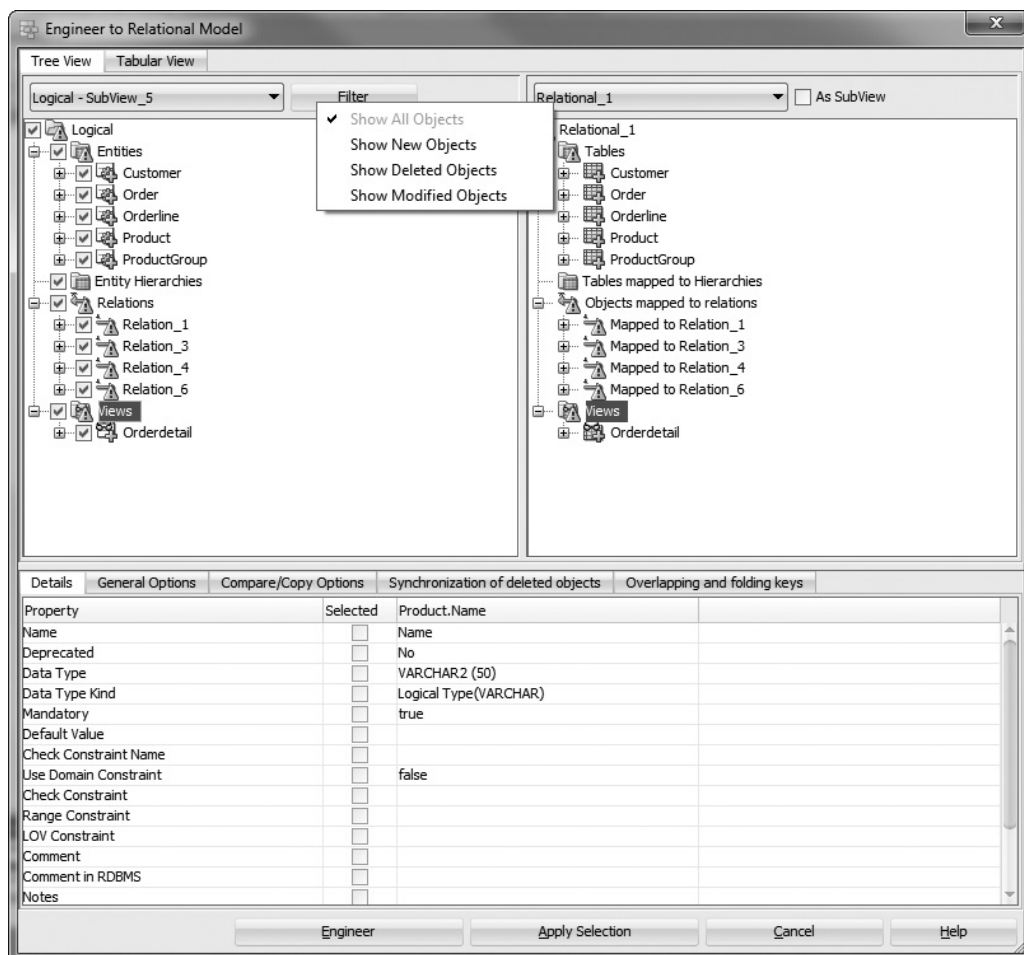 Engineer to Relational Model
X
Tree View Tabular View
Logical - SubView_5 Filter
Show All Objects
Show New Objects
Show Deleted Objects
Show Modified Objects
Logical
Entities
Customer
Order
Orderline
Product
ProductGroup
Entity Hierarchies
Relations
Relation_1
Relation_3
Relation_4
Relation_6
Views
Orderdetail
Relational_1 As SubView
Relational_1
Tables
Customer
Order
Orderline
Product
ProductGroup
Tables mapped to Hierarchies
Objects mapped to relations
Mapped to Relation_1
Mapped to Relation_3
Mapped to Relation_4
Mapped to Relation_6
Views
Orderdetail
Details General Options Compare/Copy Options Synchronization of deleted objects Overlapping and folding keys
Property Selected Product.Name
Name Name
Deprecated No
Data Type VARCHAR2 (50)
Data Type Kind Logical Type(VARCHAR)
Mandatory true
Default Value
Check Constraint Name
Use Domain Constraint false
Check Constraint
Range Constraint
LOV Constraint
Comment
Comment in RDBMS
Notes
Engineer Apply Selection Cancel Help